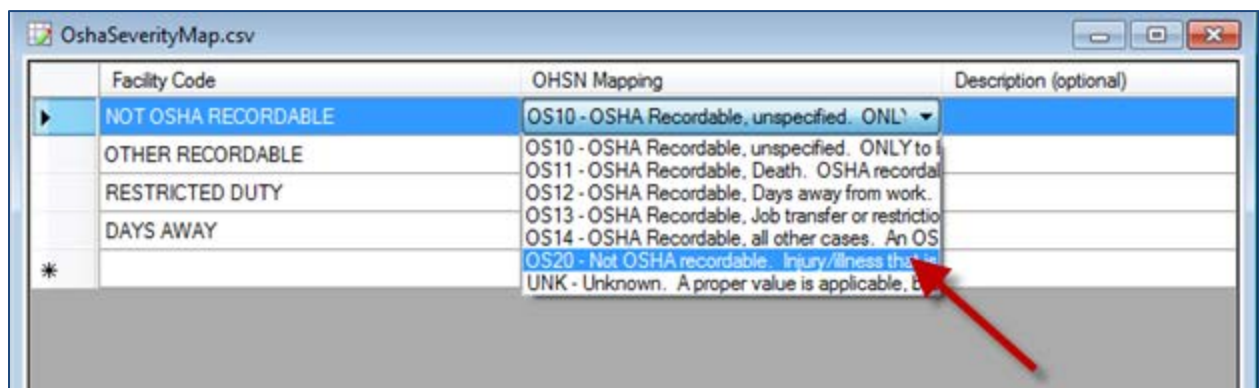 OshaSeverityMap.csv
Facility Code OHSN Mapping Description (optional)
NOT OSHA RECORDABLE OS10 - OSHA Recordable, unspecified. ONLY
OTHER RECORDABLE OS10 - OSHA Recordable, unspecified. ONLY to
OS11 - OSHA Recordable, Death. OSHA recordal
RESTRICTED DUTY OS12 - OSHA Recordable, Days away from work.
OS13 - OSHA Recordable, Job transfer or restrictio
DAYS AWAY OS14 - OSHA Recordable, all other cases. An OS
* OS20 - Not OSHA recordable. Injury/illness that is
UNK - Unknown. A proper value is applicable, b